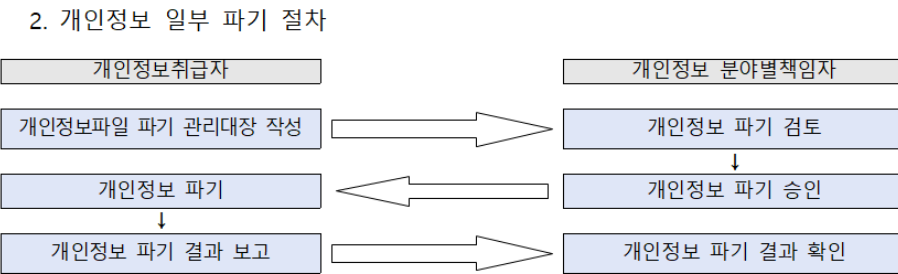 2. 개인정보 일부 파기 절차
개인정보취급자 개인정보 분야별책임자
개인정보파일 파기 관리대장 작성 개인정보 파기 검토
↓
개인정보 파기 개인정보 파기 승인
↓
개인정보 파기 결과 보고 개인정보 파기 결과 확인